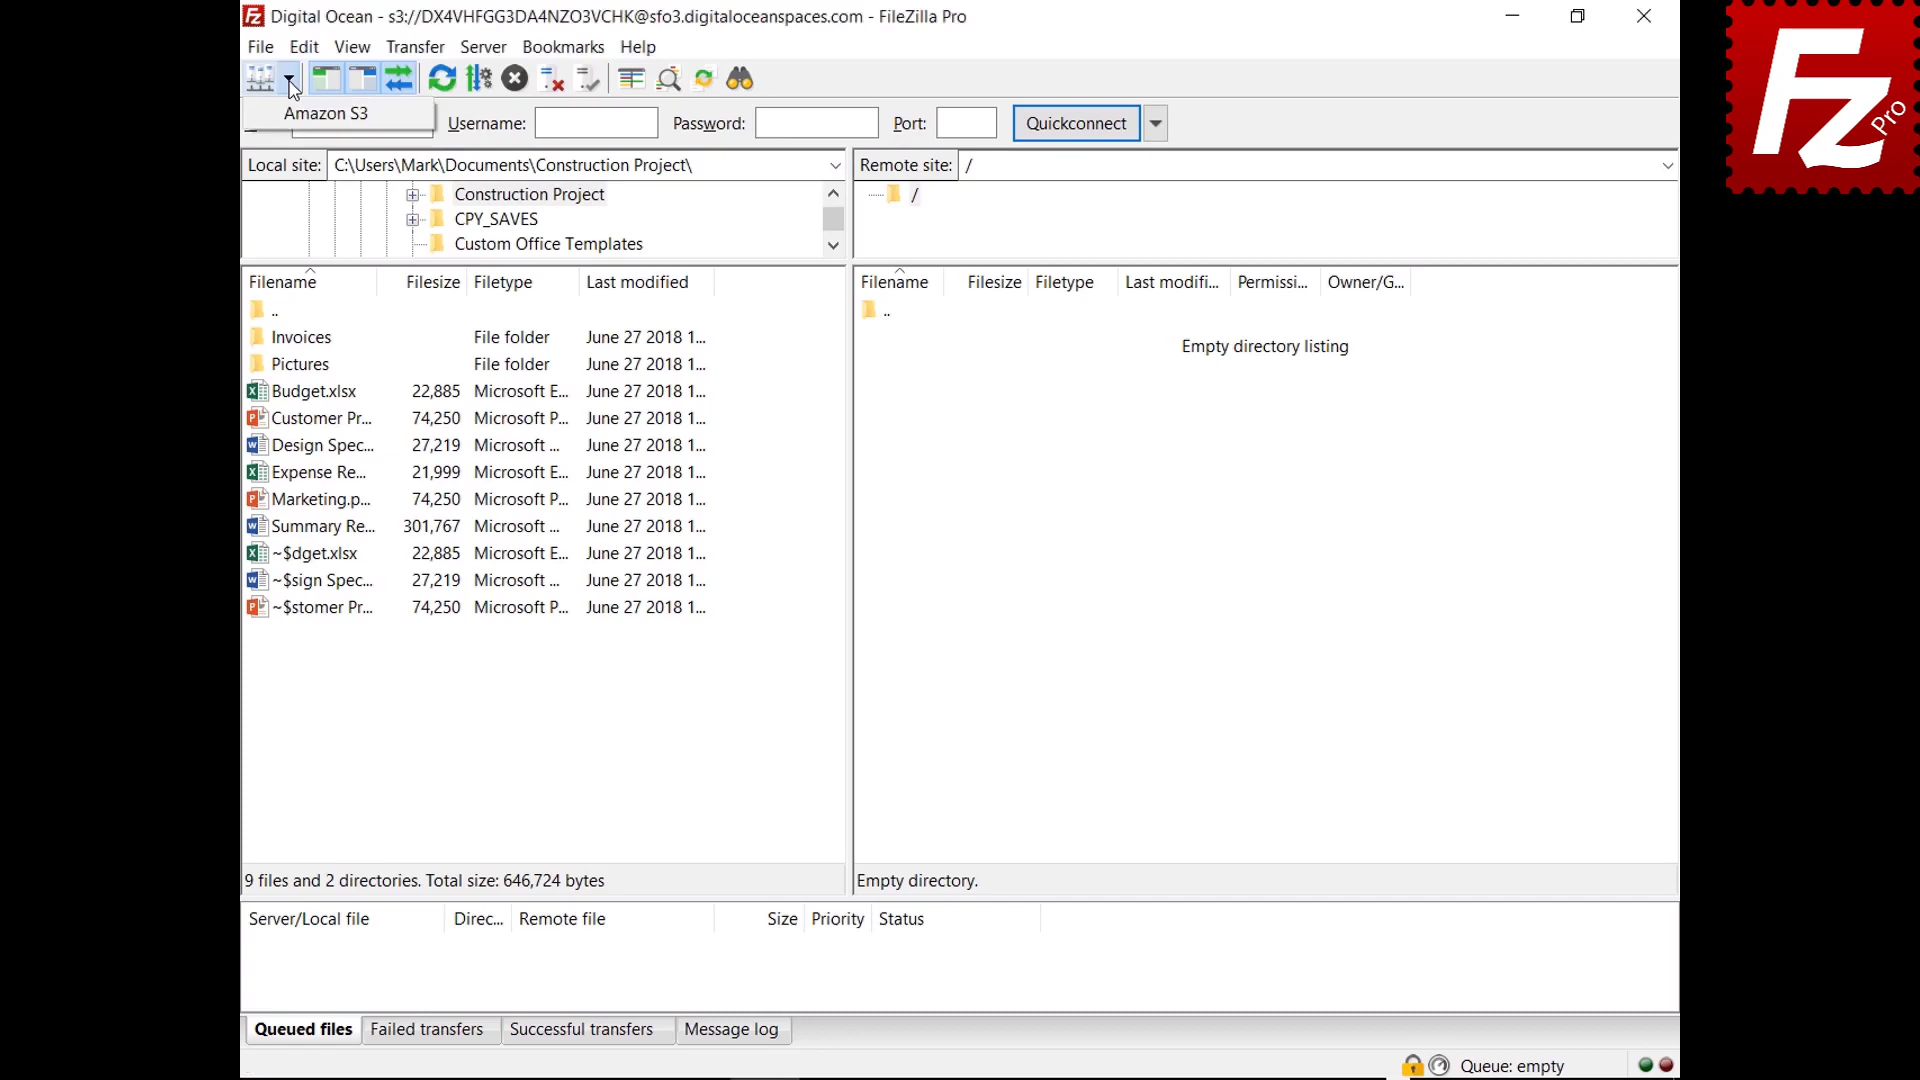 Digital Ocean - s3://DX4VHFGG3DA4NZO3VCHK@sfo3.digitaloceanspaces.com - FileZilla Pro
File Edit View Transfer Server Bookmarks Help
Amazon S3
Username: Password: Port: Quickconnect
Local site: C:\Users\Mark\Documents\Construction Project\
Remote site: /
Construction Project
CPY_SAVES
Custom Office Templates
/
Filename Filesize Filetype Last modified
..
Invoices File folder June 27 2018 1...
Pictures File folder June 27 2018 1...
Budget.xlsx 22,885 Microsoft E... June 27 2018 1...
Customer Pr... 74,250 Microsoft P... June 27 2018 1...
Design Spec... 27,219 Microsoft ... June 27 2018 1...
Expense Re... 21,999 Microsoft E... June 27 2018 1...
Marketing.p... 74,250 Microsoft P... June 27 2018 1...
Summary Re... 301,767 Microsoft ... June 27 2018 1...
~$dget.xlsx 22,885 Microsoft E... June 27 2018 1...
~$sign Spec... 27,219 Microsoft ... June 27 2018 1...
~$stomer Pr... 74,250 Microsoft P... June 27 2018 1...
9 files and 2 directories. Total size: 646,724 bytes
Filename Filesize Filetype Last modifi... Permissi... Owner/G...
..
Empty directory listing
Empty directory.
Server/Local file Direc... Remote file Size Priority Status
Queued files Failed transfers Successful transfers Message log
Queue: empty
FZ Pro